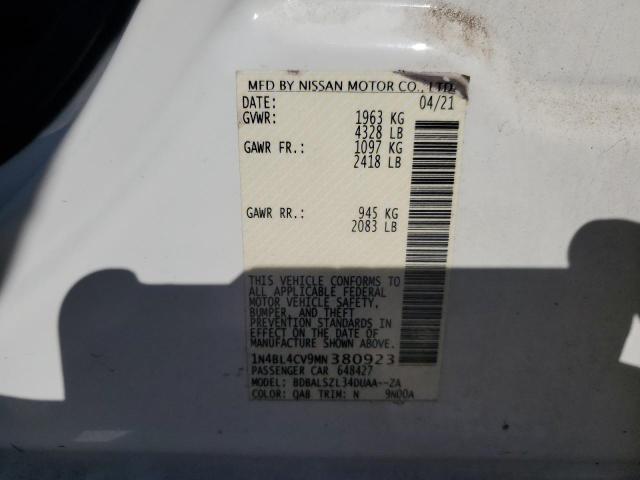 MFD BY NISSAN MOTOR CO., LTD.
DATE: 04/21
GVWR: 1963 KG
4328 LB
GAWR FR.: 1097 KG
2418 LB
GAWR RR.: 945 KG
2083 LB
THIS VEHICLE CONFORMS TO
ALL APPLICABLE FEDERAL
MOTOR VEHICLE SAFETY,
BUMPER, AND THEFT
PREVENTION STANDARDS IN
EFFECT ON THE DATE OF
MANUFACTURE SHOWN ABOVE.
1N4BL4CV9MN380923
PASSENGER CAR 648427
MODEL: BDBALSZL34DUAA--ZA
COLOR: QAB TRIM: N 9N00A